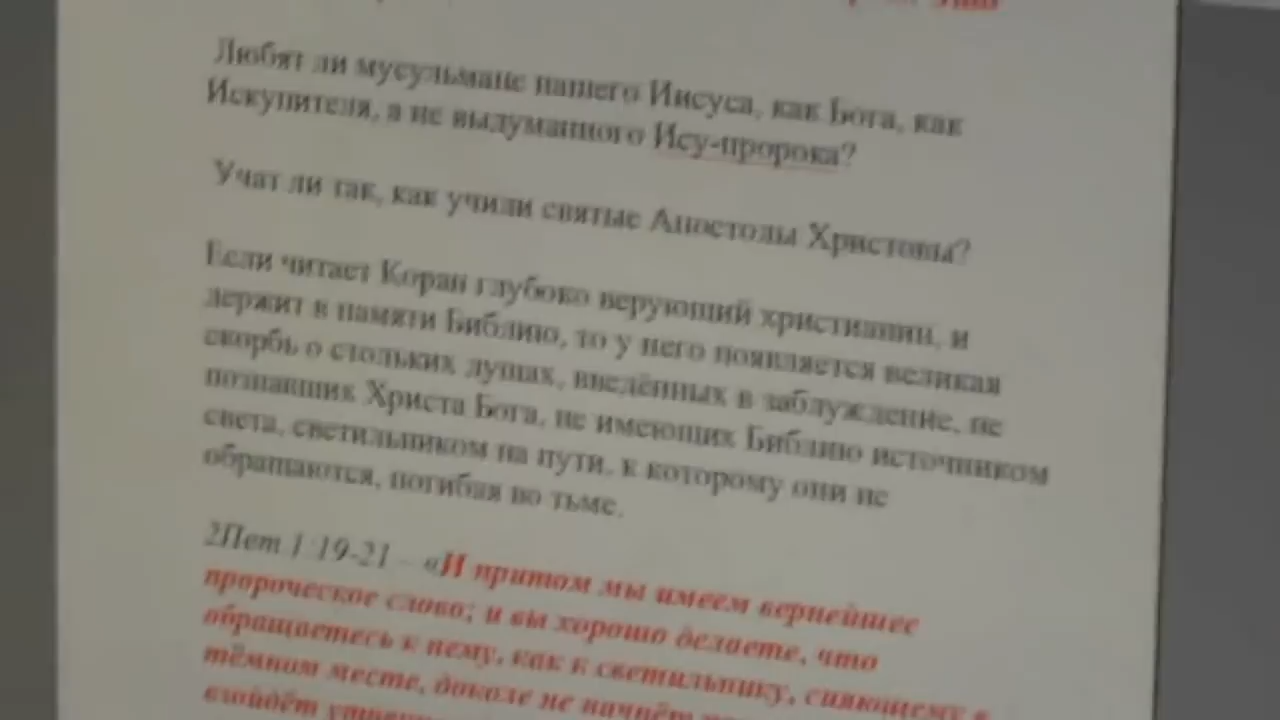 Любят ли мусульмане нашего Иисуса, как Бога, как
Искупителя, а не выдуманного Ису-пророка?
Учат ли так, как учили святые Апостолы Христовы?
Если читает Коран глубоко верующий христианин, и
держит в памяти Библию, то у него появляется великая
скорбь о стольких душах, введённых в заблуждение, не
познавших Христа Бога, не имеющих Библию источником
света, светильником на пути, к которому они не
обращаются, погибая во тьме.
2Пет 1:19-21 – «И притом мы имеем вернейшее
пророческое слово; и вы хорошо делаете, что
обращаетесь к нему, как к светильнику, сияющему в
тёмном месте, доколе не начнёт
взойдёт